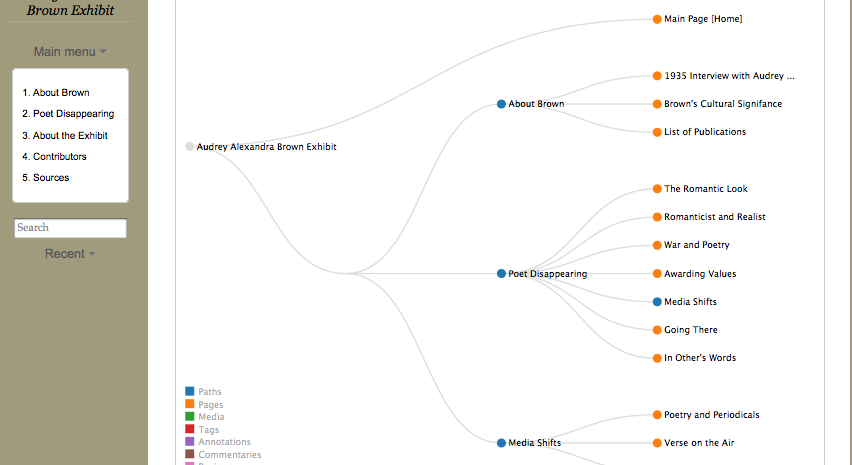 Brown Exhibit
Main menu
1. About Brown
2. Poet Disappearing
3. About the Exhibit
4. Contributors
5. Sources
Search
Recent
Audrey Alexandra Brown Exhibit
Main Page [Home]
About Brown
1935 Interview with Audrey ...
Brown's Cultural Signifance
List of Publications
Poet Disappearing
The Romantic Look
Romanticist and Realist
War and Poetry
Awarding Values
Media Shifts
Going There
In Other's Words
Media Shifts
Poetry and Periodicals
Verse on the Air
Paths
Pages
Media
Tags
Annotations
Commentaries